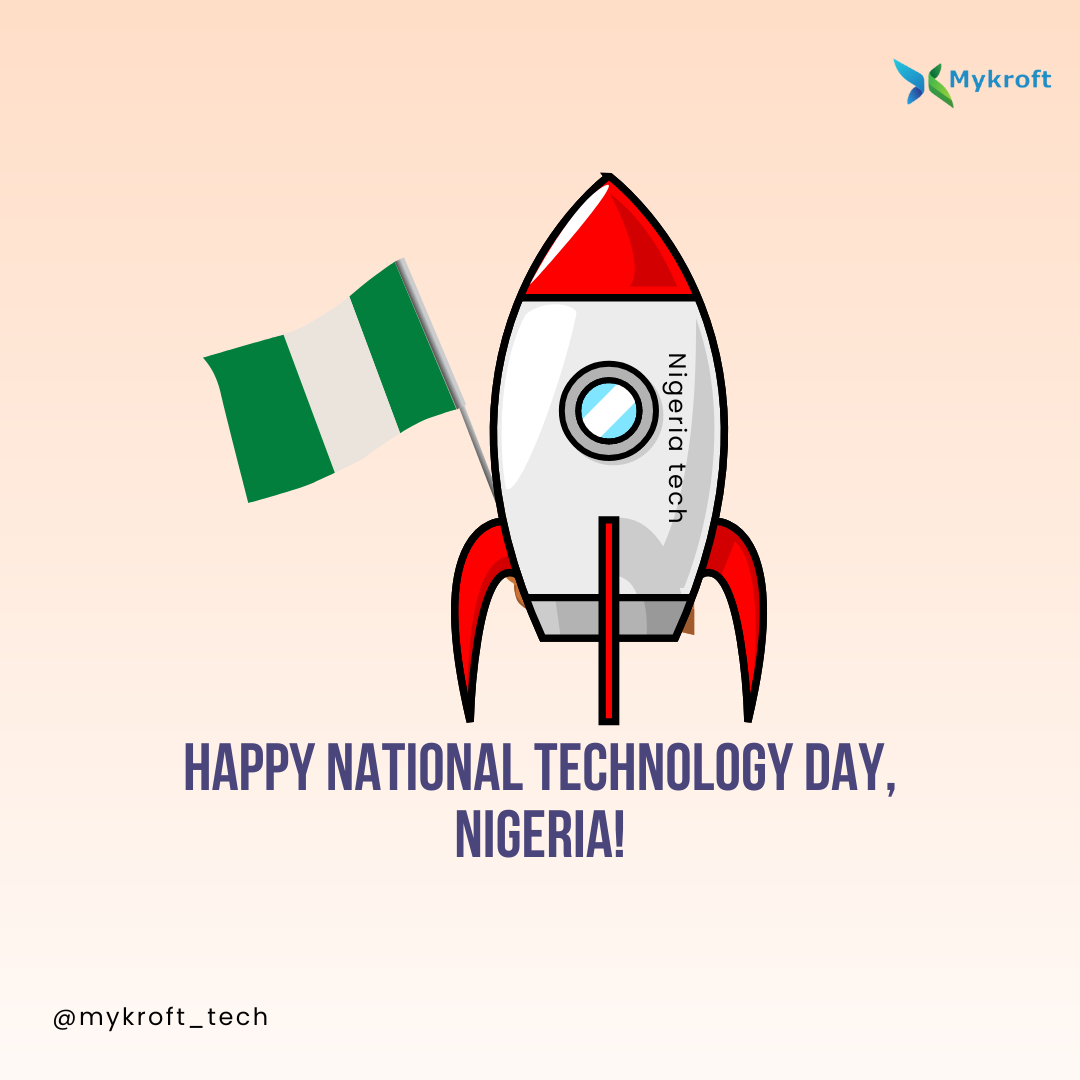 Mykroft
Nigeria tech
HAPPY NATIONAL TECHNOLOGY DAY,
NIGERIA!
@mykroft_tech